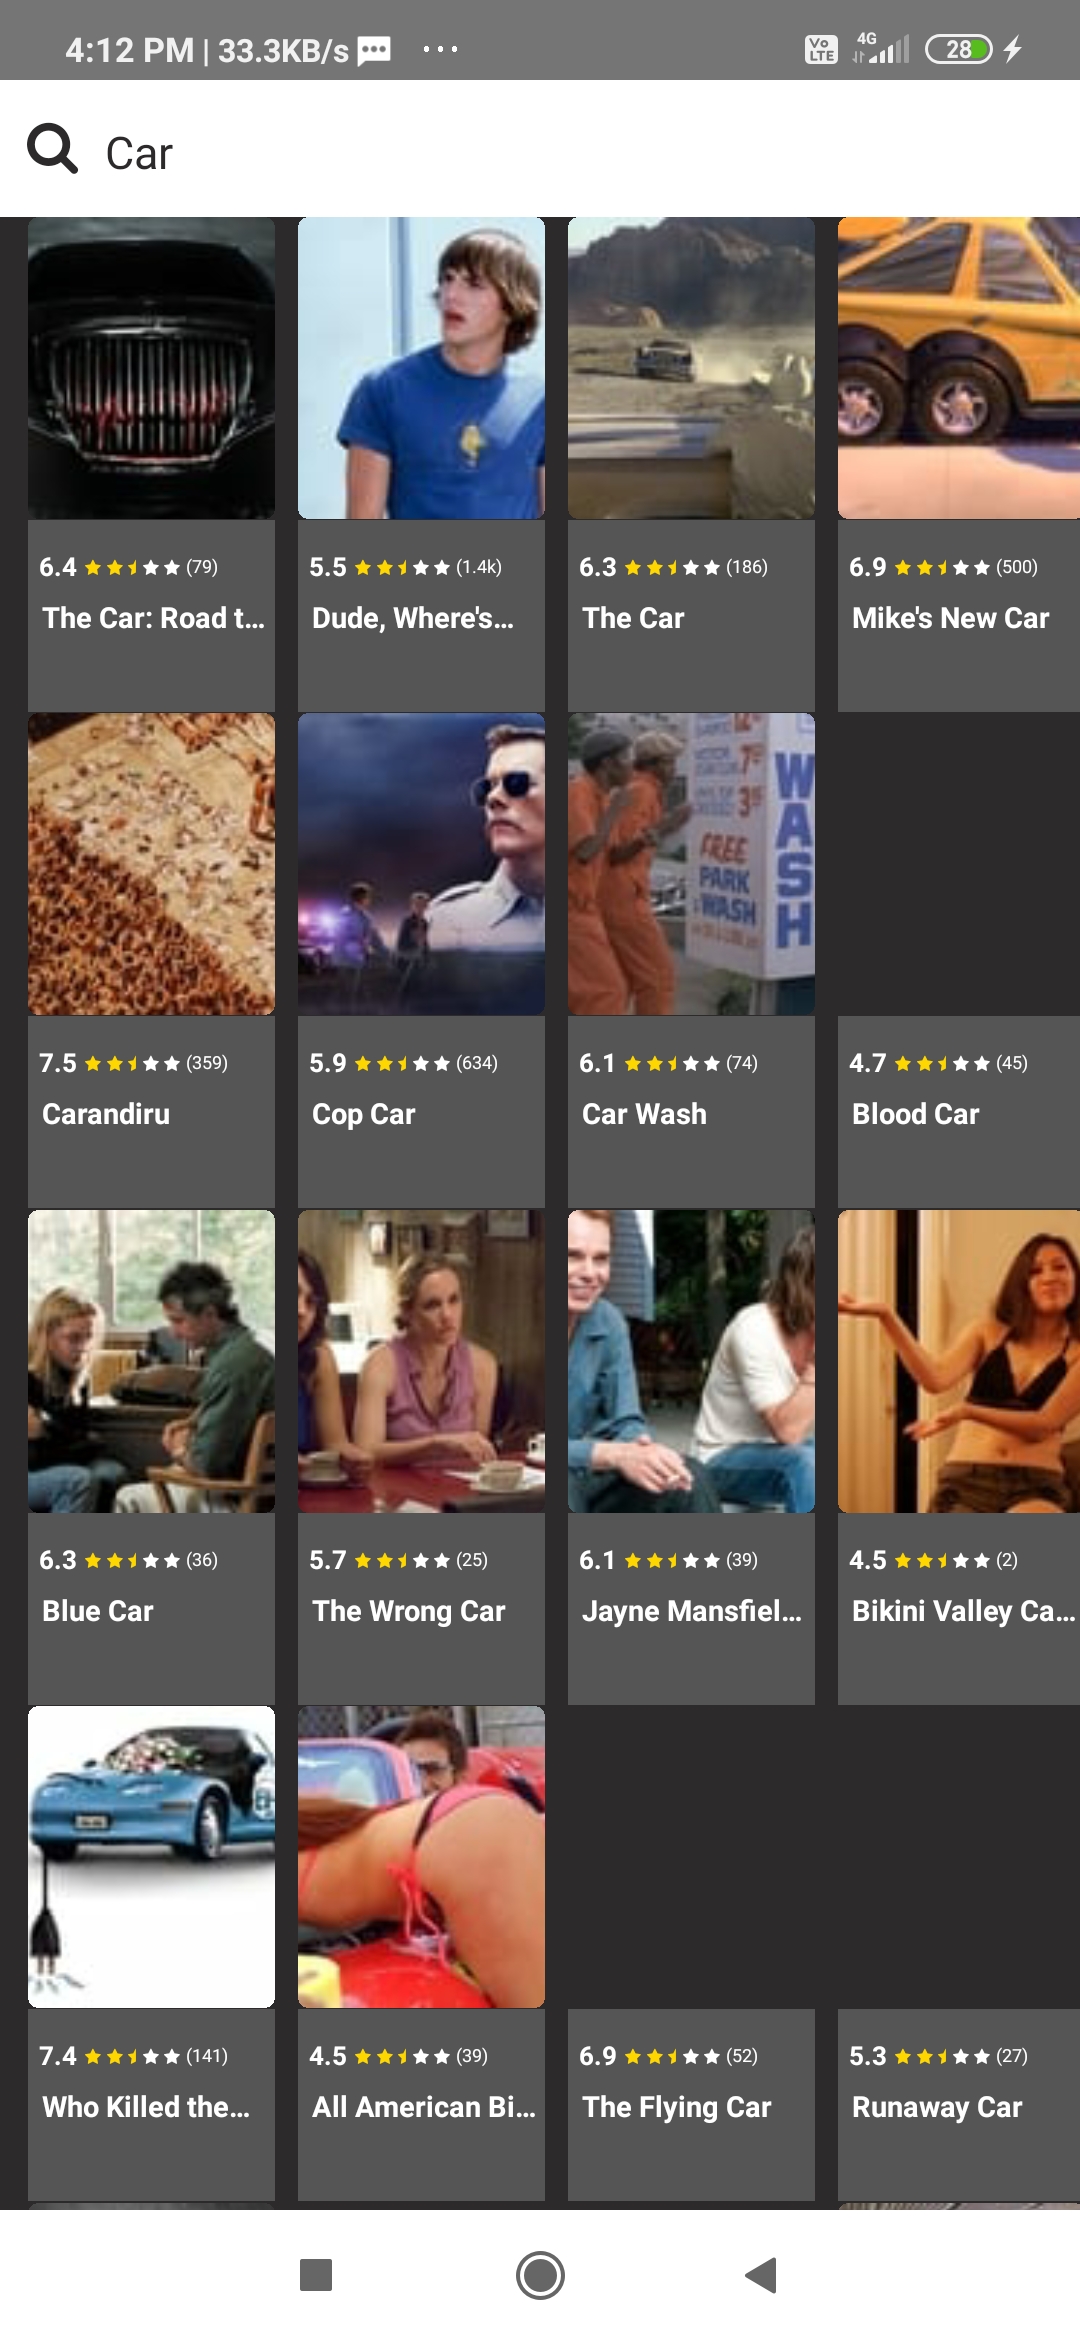 4:12 PM | 33.3KB/s ...
Vo LTE 4G 28
Car
6.4 (79)
The Car: Road t...
5.5 (1.4k)
Dude, Where's...
6.3 (186)
The Car
6.9 (500)
Mike's New Car
WASH
FREE
PARK
WASH
7.5 (359)
Carandiru
5.9 (634)
Cop Car
6.1 (74)
Car Wash
4.7 (45)
Blood Car
6.3 (36)
Blue Car
5.7 (25)
The Wrong Car
6.1 (39)
Jayne Mansfiel...
4.5 (2)
Bikini Valley Ca...
7.4 (141)
Who Killed the...
4.5 (39)
All American Bi...
6.9 (52)
The Flying Car
5.3 (27)
Runaway Car